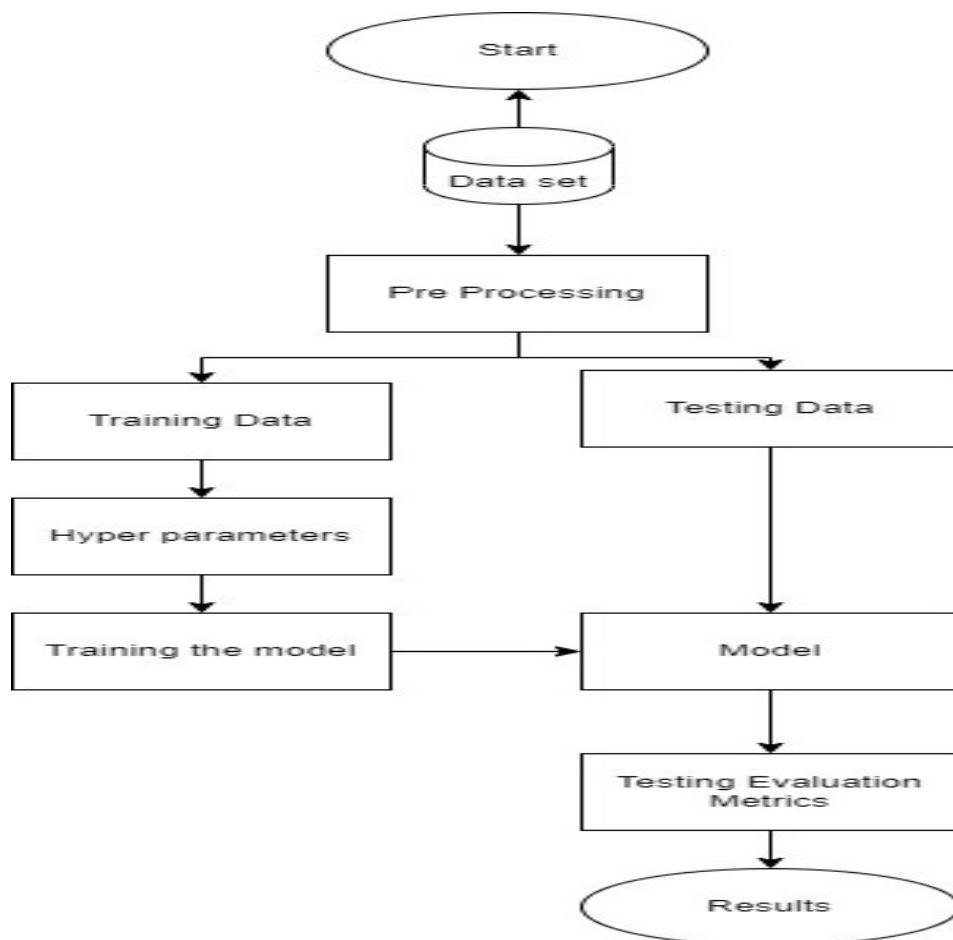 Start
Data set
Pre Processing
Training Data
Testing Data
Hyper parameters
Training the model
Model
Testing Evaluation
Metrics
Results